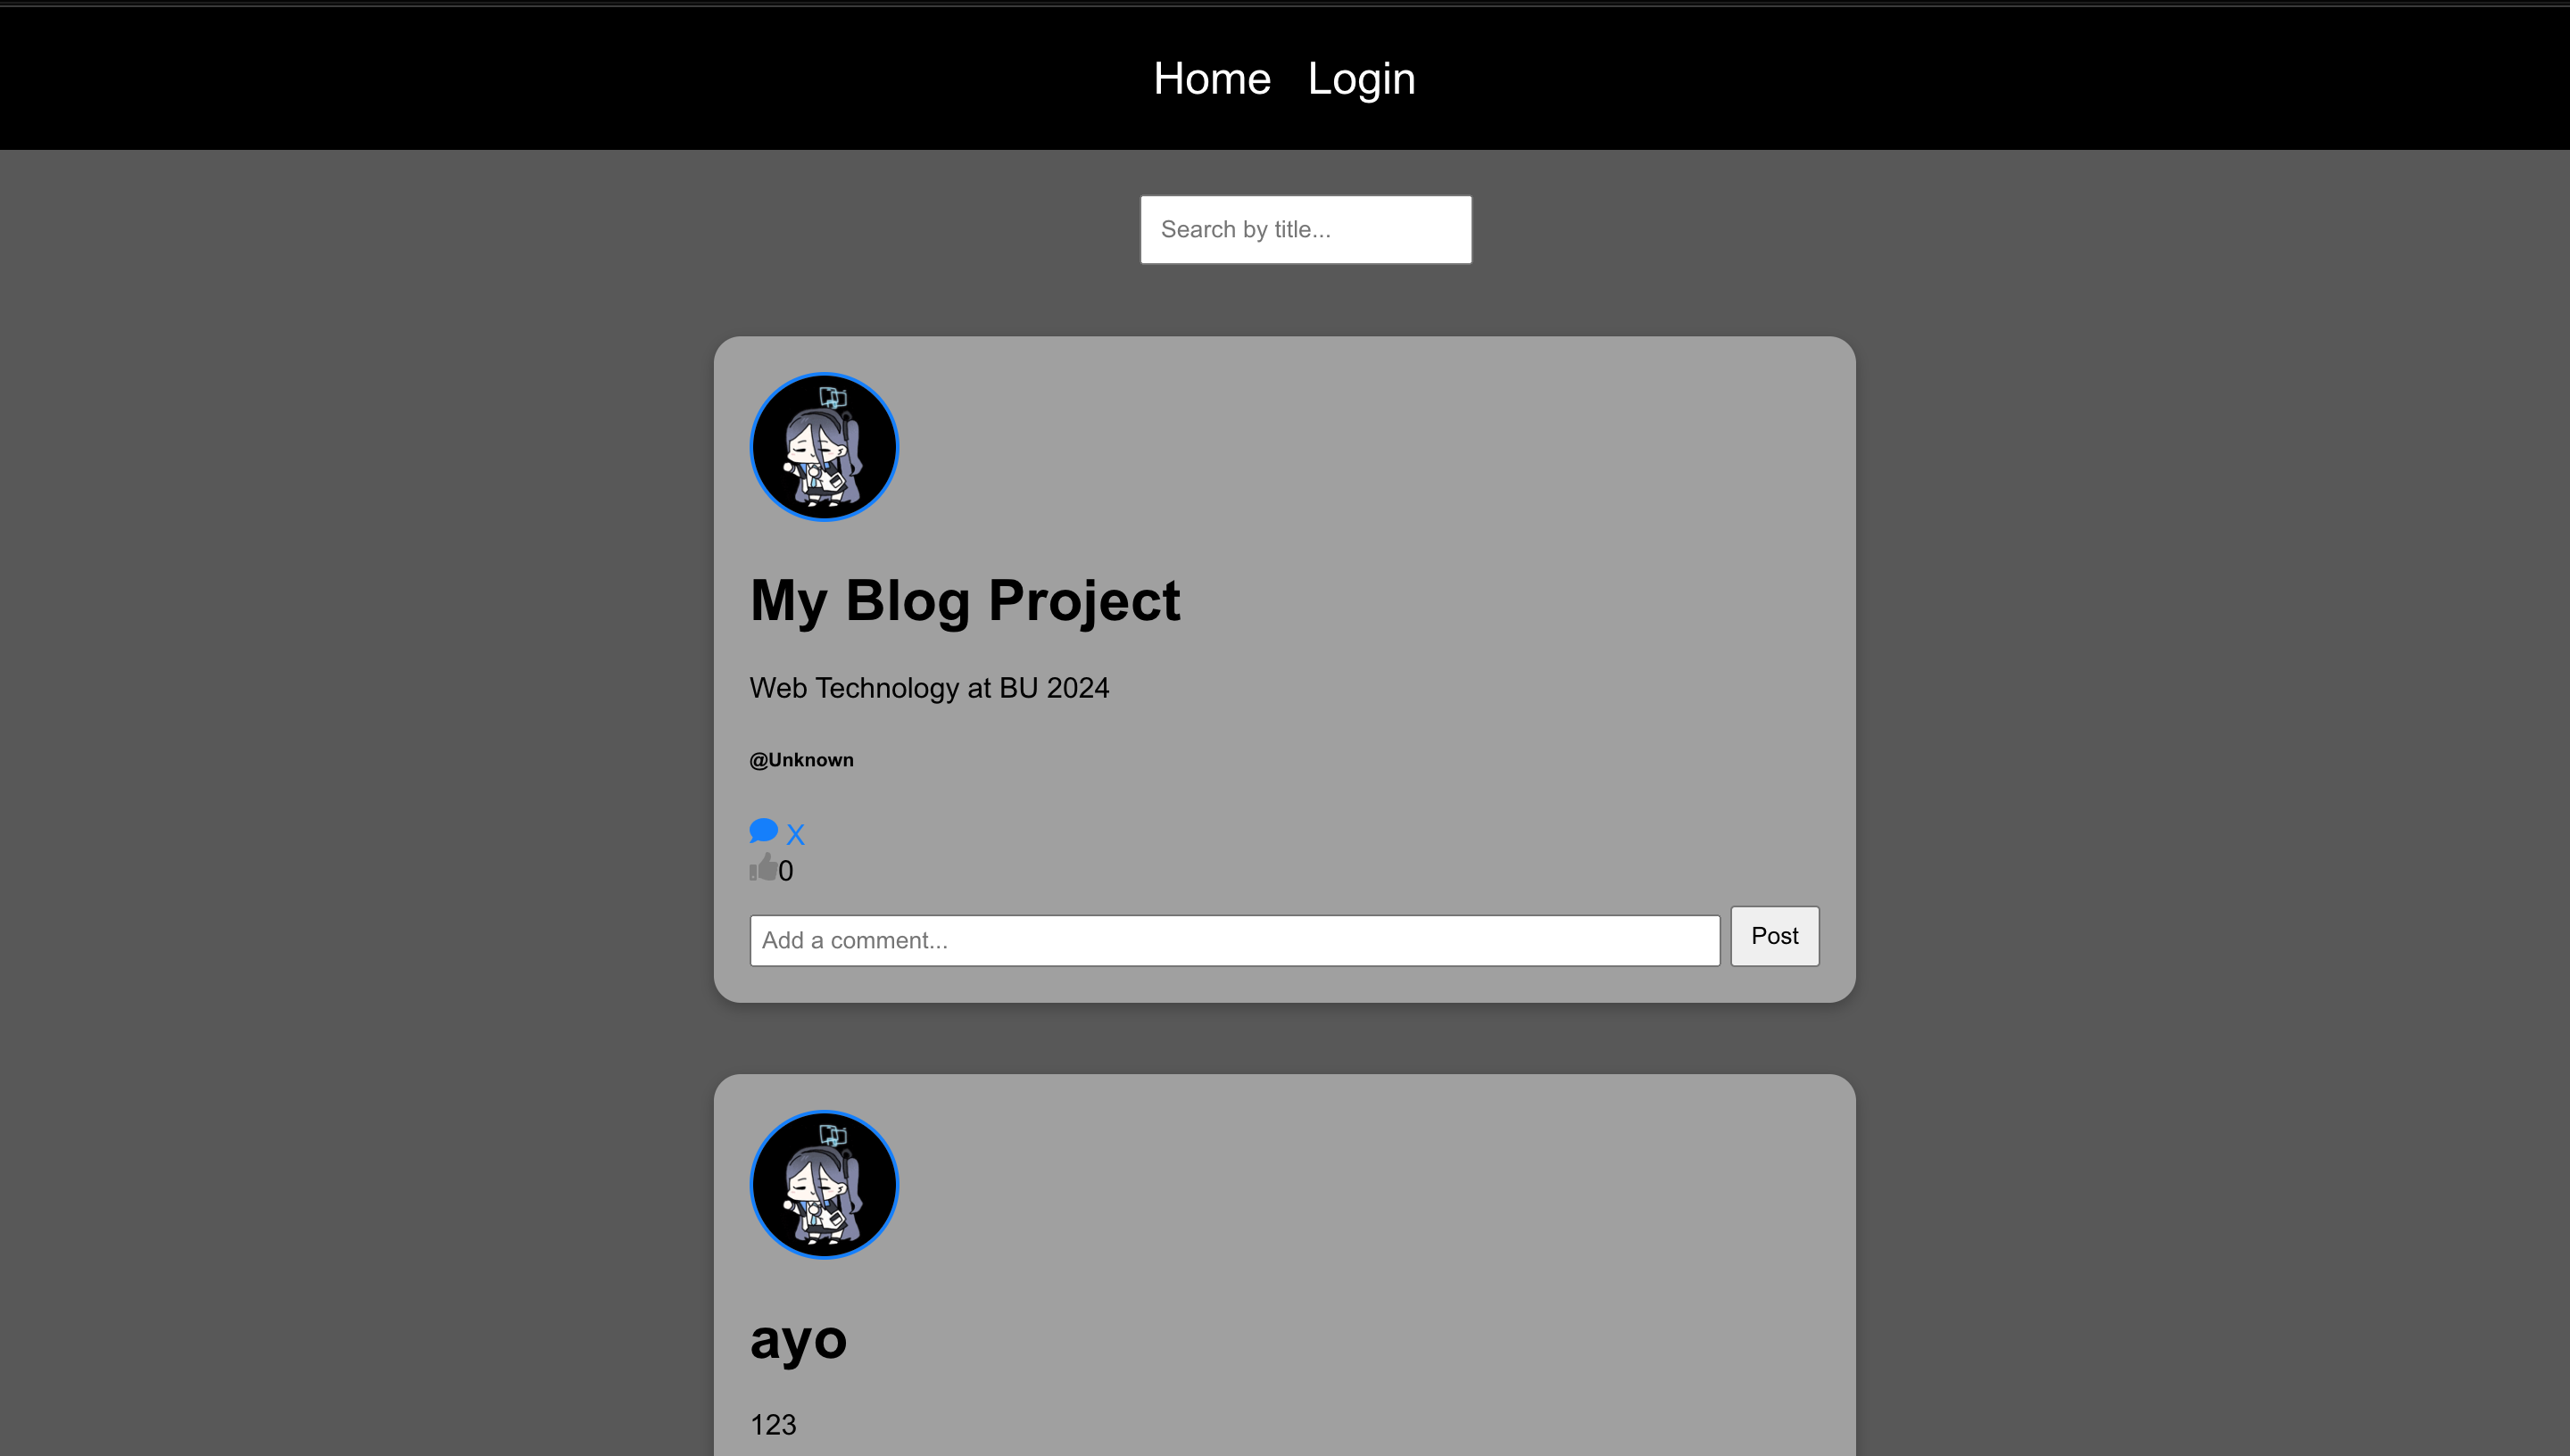 Home Login
Search by title...
My Blog Project
Web Technology at BU 2024
@Unknown
X
0
Add a comment... Post
ayo
123